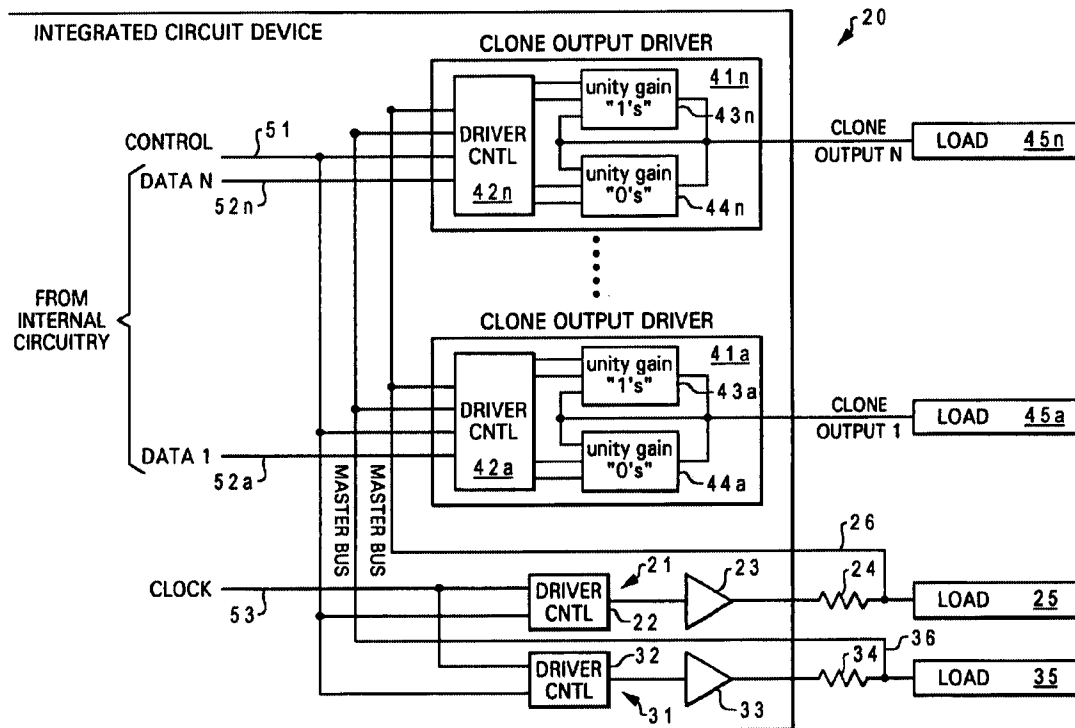 INTEGRATED CIRCUIT DEVICE
20
CLONE OUTPUT DRIVER
41n
unity gain
"1's"
43n
DRIVER
CNTL
42n
unity gain
"0's"
44n
CONTROL
51
DATA N
52n
CLONE
OUTPUT N
LOAD 45n
FROM
INTERNAL
CIRCUITRY
CLONE OUTPUT DRIVER
41a
unity gain
"1's"
43a
DRIVER
CNTL
42a
unity gain
"0's"
44a
CLONE
OUTPUT 1
LOAD 45a
DATA 1
52a
MASTER BUS
MASTER BUS
26
CLOCK
53
DRIVER
CNTL
21
22
23
24
LOAD 25
36
DRIVER
CNTL
32
31
33
34
LOAD 35